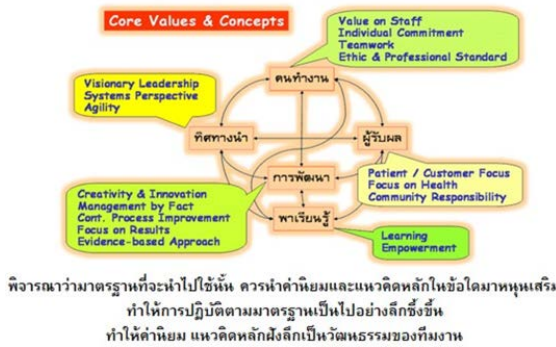 Core Values & Concepts
Value on Staff
Individual Commitment
Teamwork
Ethic & Professional Standard
คนทำงาน
Visionary Leadership
Systems Perspective
Agility
ทิศทางนำ
ผู้รับผล
การพัฒนา
Patient / Customer Focus
Focus on Health
Community Responsibility
Creativity & Innovation
Management by Fact
Cont. Process Improvement
Focus on Results
Evidence-based Approach
พาเรียนรู้
Learning
Empowerment
พิจารณาว่ามาตรฐานที่จะนำไปใช้นั้น ควรนำค่านิยมและแนวคิดหลักในข้อใดมาหนุนเสริม
ทำให้การปฏิบัติตามมาตรฐานเป็นไปอย่างลึกซึ้งขึ้น
ทำให้ค่านิยม แนวคิดหลักฝังลึกเป็นวัฒนธรรมของทีมงาน